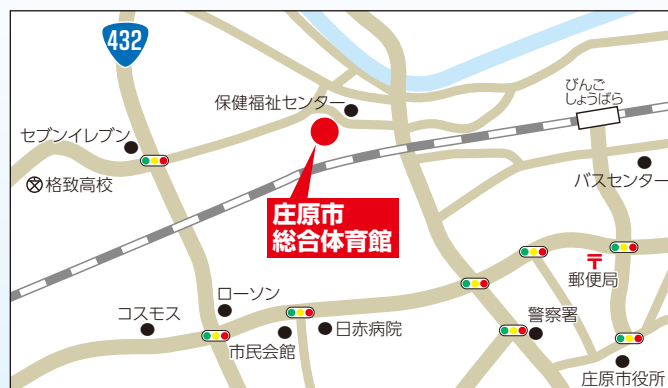 432
びんご
しょうばら
保健福祉センター
セブンイレブン
格致高校
バスセンター
庄原市
総合体育館
〒
郵便局
ローソン
コスモス
警察署
日赤病院
市民会館
庄原市役所